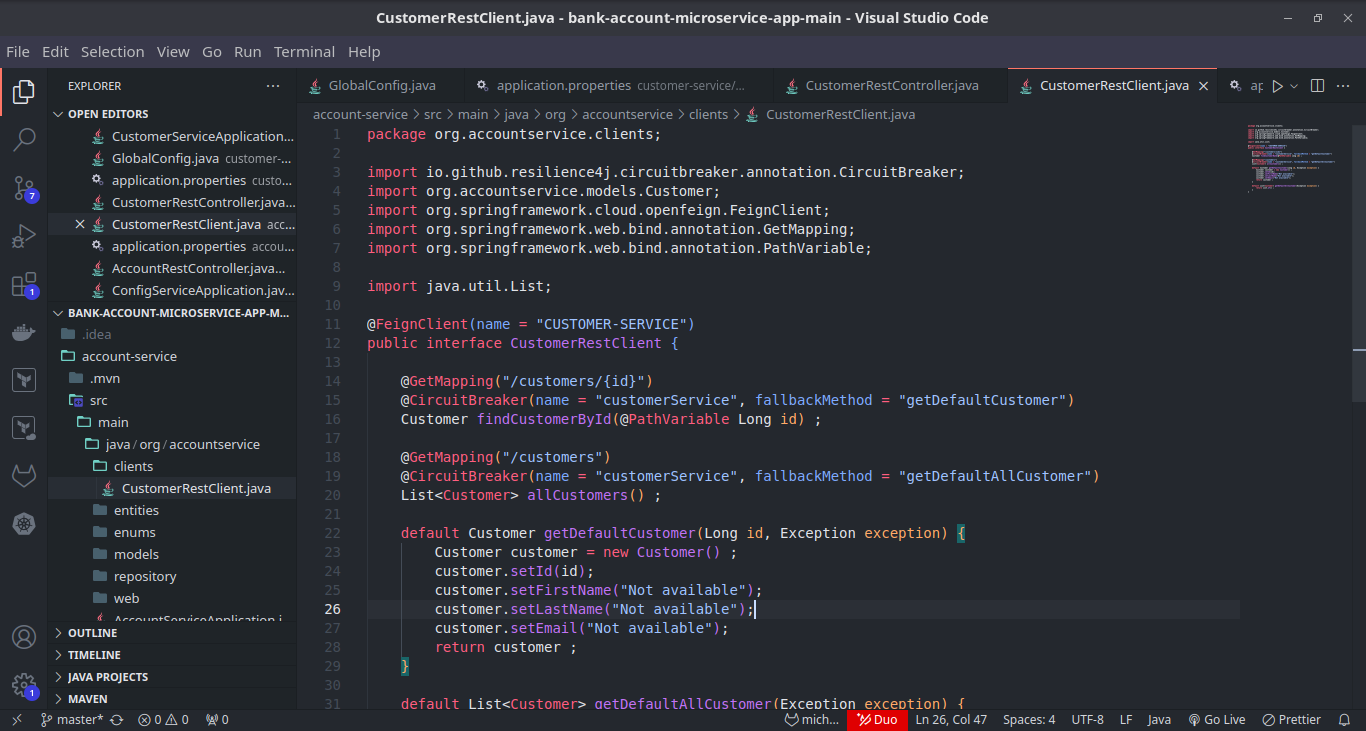 CustomerRestClient.java - bank-account-microservice-app-main - Visual Studio Code
File Edit Selection View Go Run Terminal Help
EXPLORER
GlobalConfig.java
application.properties customer-service/...
CustomerRestController.java
CustomerRestClient.java
ap
OPEN EDITORS
CustomerServiceApplication...
GlobalConfig.java customer-...
application.properties custo...
CustomerRestController.java...
CustomerRestClient.java acc...
application.properties accou...
AccountRestController.java...
ConfigServiceApplication.jav...
BANK-ACCOUNT-MICROSERVICE-APP-M...
.idea
account-service
.mvn
src
main
java/org/accountservice
clients
CustomerRestClient.java
entities
enums
models
repository
web
AccountServiceApplication.j
OUTLINE
TIMELINE
JAVA PROJECTS
MAVEN
7
1
1
account-service > src > main > java > org > accountservice > clients > CustomerRestClient.java
1 package org.accountservice.clients;
2
3 import io.github.resilience4j.circuitbreaker.annotation.CircuitBreaker;
4 import org.accountservice.models.Customer;
5 import org.springframework.cloud.openfeign.FeignClient;
6 import org.springframework.web.bind.annotation.GetMapping;
7 import org.springframework.web.bind.annotation.PathVariable;
8
9 import java.util.List;
10
11 @FeignClient(name = "CUSTOMER-SERVICE")
12 public interface CustomerRestClient {
13
14 @GetMapping("/customers/{id}")
15 @CircuitBreaker(name = "customerService", fallbackMethod = "getDefaultCustomer")
16 Customer findCustomerById(@PathVariable Long id) ;
17
18 @GetMapping("/customers")
19 @CircuitBreaker(name = "customerService", fallbackMethod = "getDefaultAllCustomer")
20 List<Customer> allCustomers() ;
21
22 default Customer getDefaultCustomer(Long id, Exception exception) {
23 Customer customer = new Customer() ;
24 customer.setId(id);
25 customer.setFirstName("Not available");
26 customer.setLastName("Not available");
27 customer.setEmail("Not available");
28 return customer ;
29 }
30
31 default List<Customer> getDefaultAllCustomer(Exception exception) {
master* 0 0 0 mich... Duo Ln 26, Col 47 Spaces: 4 UTF-8 LF Java Go Live Prettier